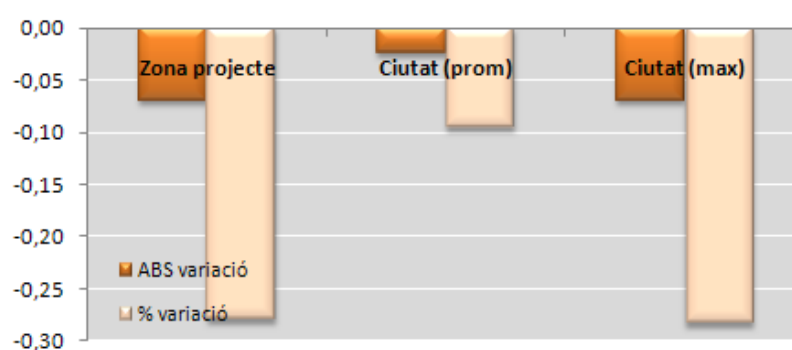 0,00
Zona projecte Ciutat (prom) Ciutat (max)
-0,05
-0,10
-0,15
-0,20
ABS variació
-0,25
% variació
-0,30